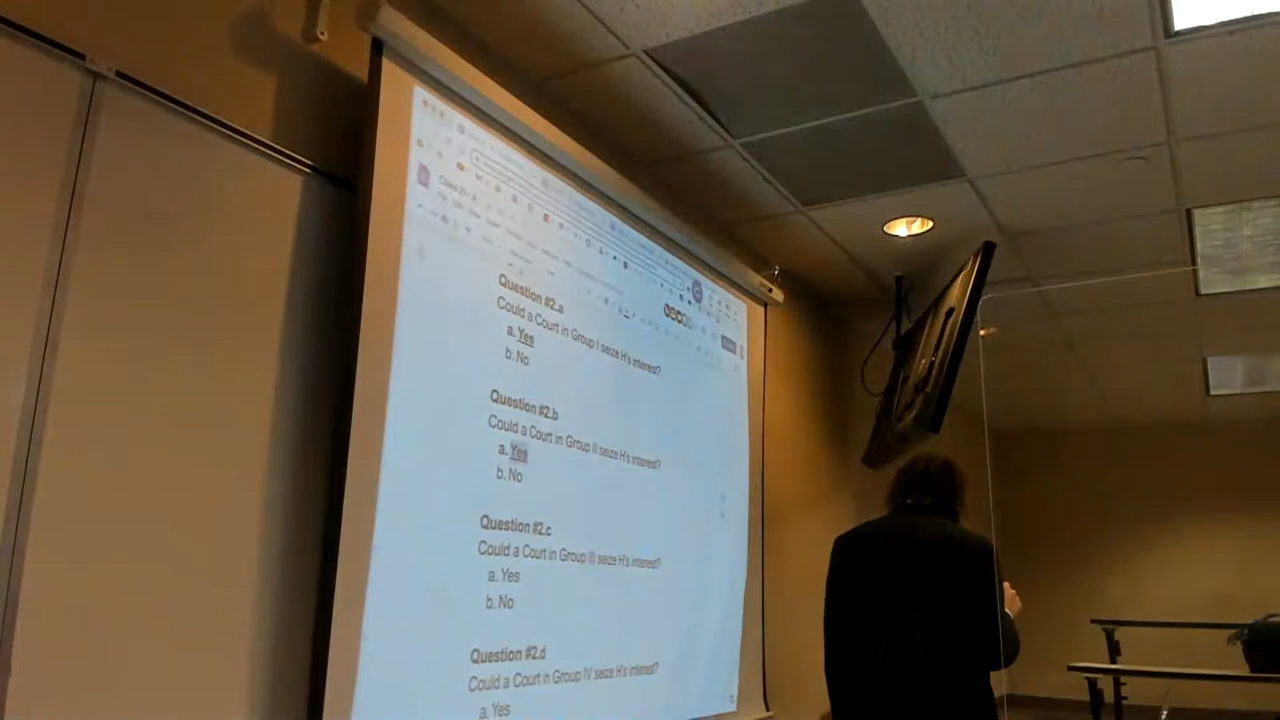 Class 21
Question #2.a
Could a Court in Group I seize H's interest?
a. Yes
b. No
Question #2.b
Could a Court in Group II seize H's interest?
a. Yes
b. No
Question #2.c
Could a Court in Group III seize H's interest?
a. Yes
b. No
Question #2.d
Could a Court in Group IV seize H's interest?
a. Yes